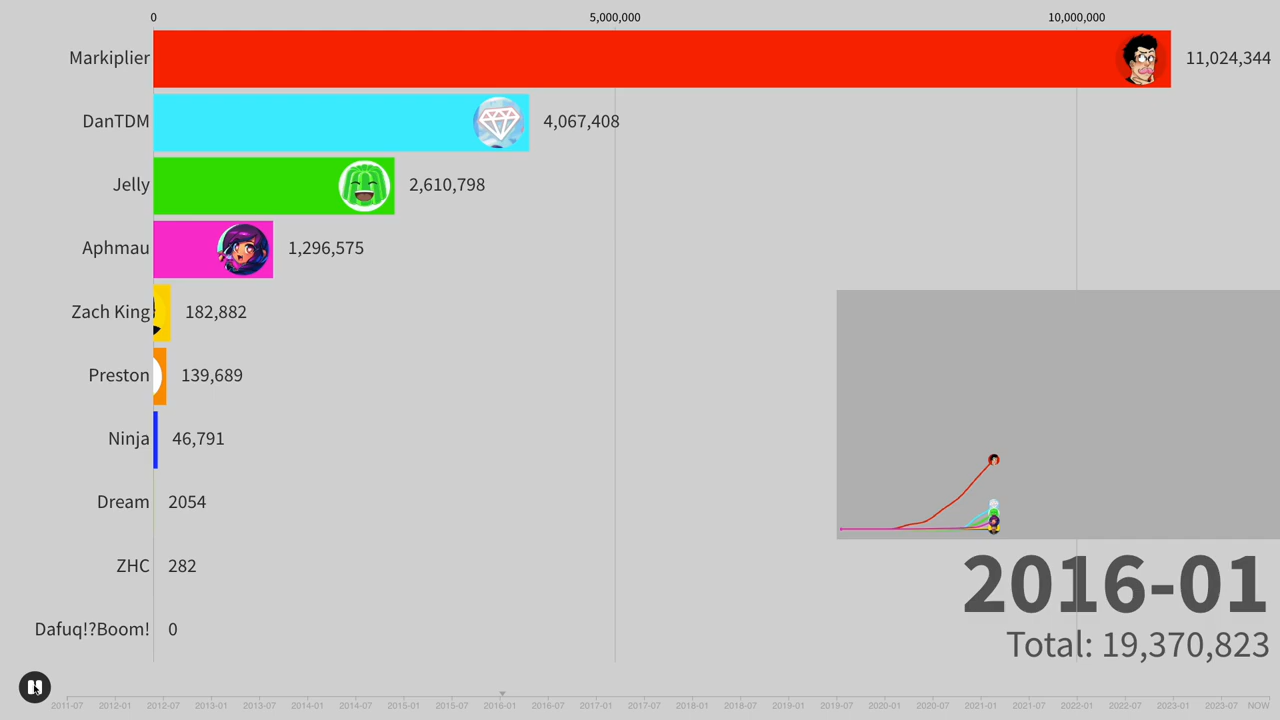 0 5,000,000 10,000,000
Markiplier 11,024,344
DanTDM 4,067,408
Jelly 2,610,798
Aphmau 1,296,575
Zach King 182,882
Preston 139,689
Ninja 46,791
Dream 2054
ZHC 282
Dafuq!?Boom! 0
2016-01
Total: 19,370,823
2011-07 2012-01 2012-07 2013-01 2013-07 2014-01 2014-07 2015-01 2015-07 2016-01 2016-07 2017-01 2017-07 2018-01 2018-07 2019-01 2019-07 2020-01 2020-07 2021-01 2021-07 2022-01 2022-07 2023-01 2023-07 NOW